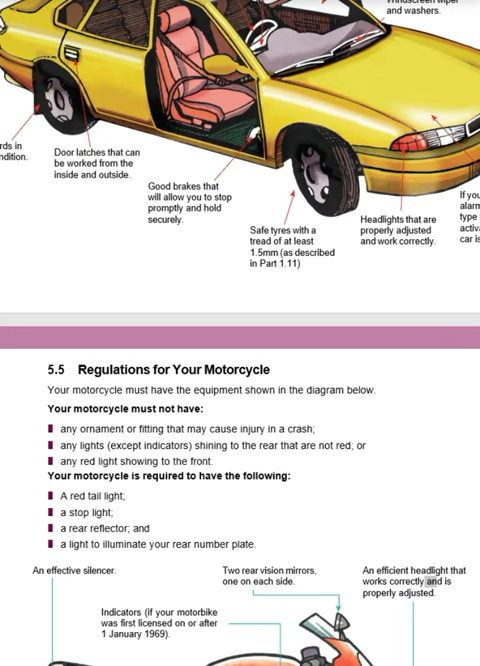 Windscreen wiper
and washers.
rds in
ndition.
Door latches that can
be worked from the
inside and outside.
Good brakes that
will allow you to stop
promptly and hold
securely.
Safe tyres with a
tread of at least
1.5mm (as described
in Part 1.11)
Headlights that are
properly adjusted
and work correctly.
If you
alarm
type
activa
car is
5.5 Regulations for Your Motorcycle
Your motorcycle must have the equipment shown in the diagram below.
Your motorcycle must not have:
any ornament or fitting that may cause injury in a crash;
any lights (except indicators) shining to the rear that are not red; or
any red light showing to the front.
Your motorcycle is required to have the following:
A red tail light;
a stop light;
a rear reflector; and
a light to illuminate your rear number plate.
An effective silencer.
Two rear vision mirrors,
one on each side.
An efficient headlight that
works correctly and is
properly adjusted.
Indicators (if your motorbike
was first licensed on or after
1 January 1969).